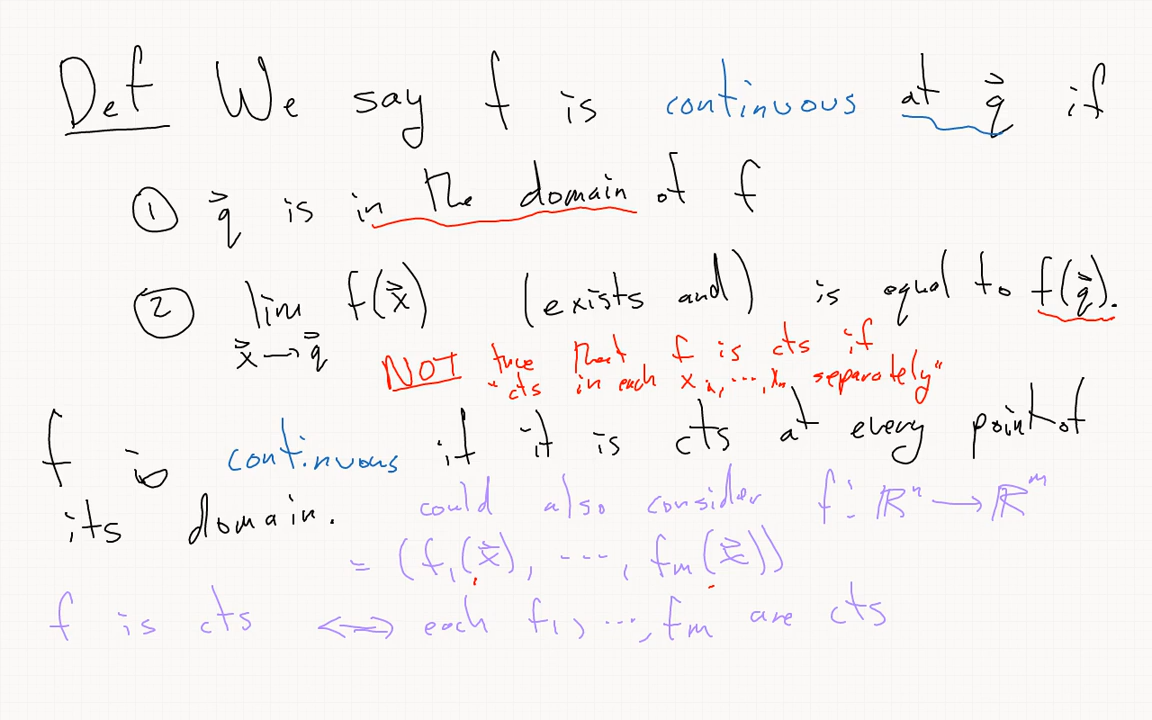 Def We say f is continuous at q⃗ if
① q⃗ is in the domain of f
② lim f(x⃗) (exists and) is equal to f(q⃗).
x⃗ → q⃗
NOT true that f is cts if
"cts in each x₁, ..., xₙ separately"
f is continuous if it is cts at every point of
its domain.
could also consider f: ℝⁿ → ℝᵐ
= (f₁(x⃗), ..., fₘ(x⃗))
f is cts ⟺ each f₁, ..., fₘ are cts